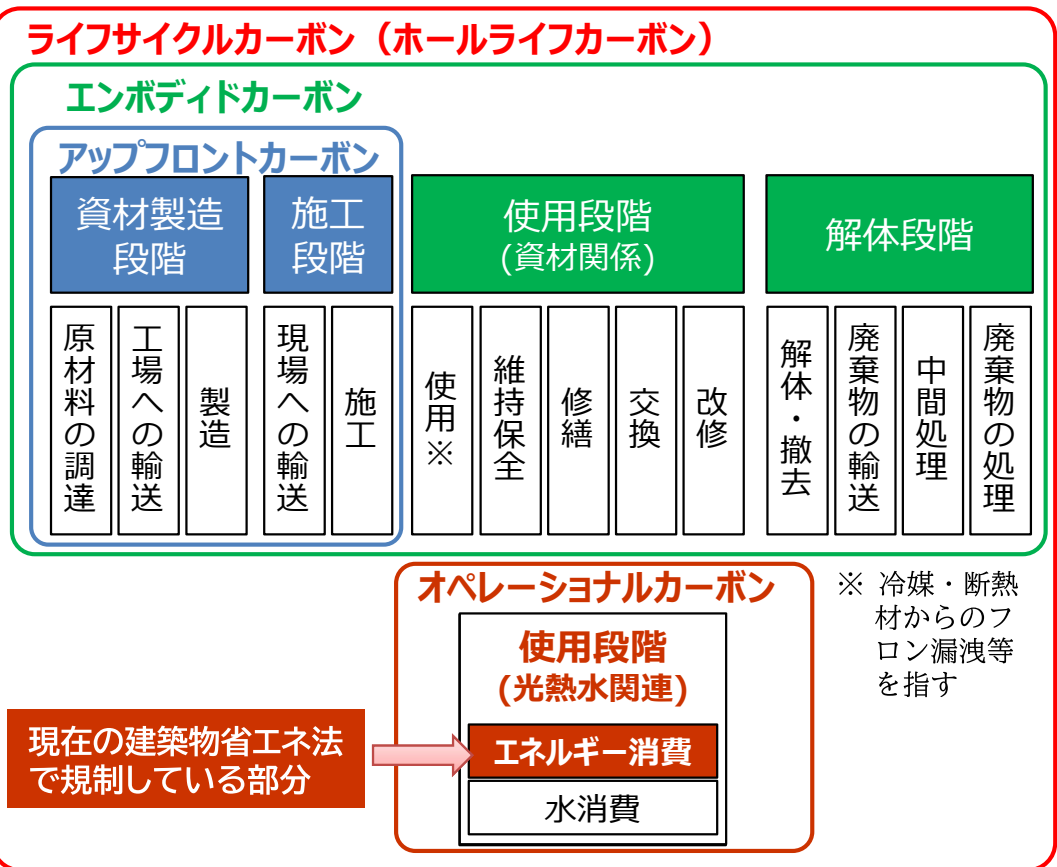 ライフサイクルカーボン（ホールライフカーボン）
エンボディドカーボン
アップフロントカーボン
資材製造
段階
施工
段階
使用段階
(資材関係)
解体段階
原材料の調達
工場への輸送
製造
現場への輸送
施工
使用※
維持保全
修繕
交換
改修
解体・撤去
廃棄物の輸送
中間処理
廃棄物の処理
オペレーショナルカーボン
使用段階
(光熱水関連)
エネルギー消費
水消費
現在の建築物省エネ法
で規制している部分
※ 冷媒・断熱
材からのフ
ロン漏洩等
を指す